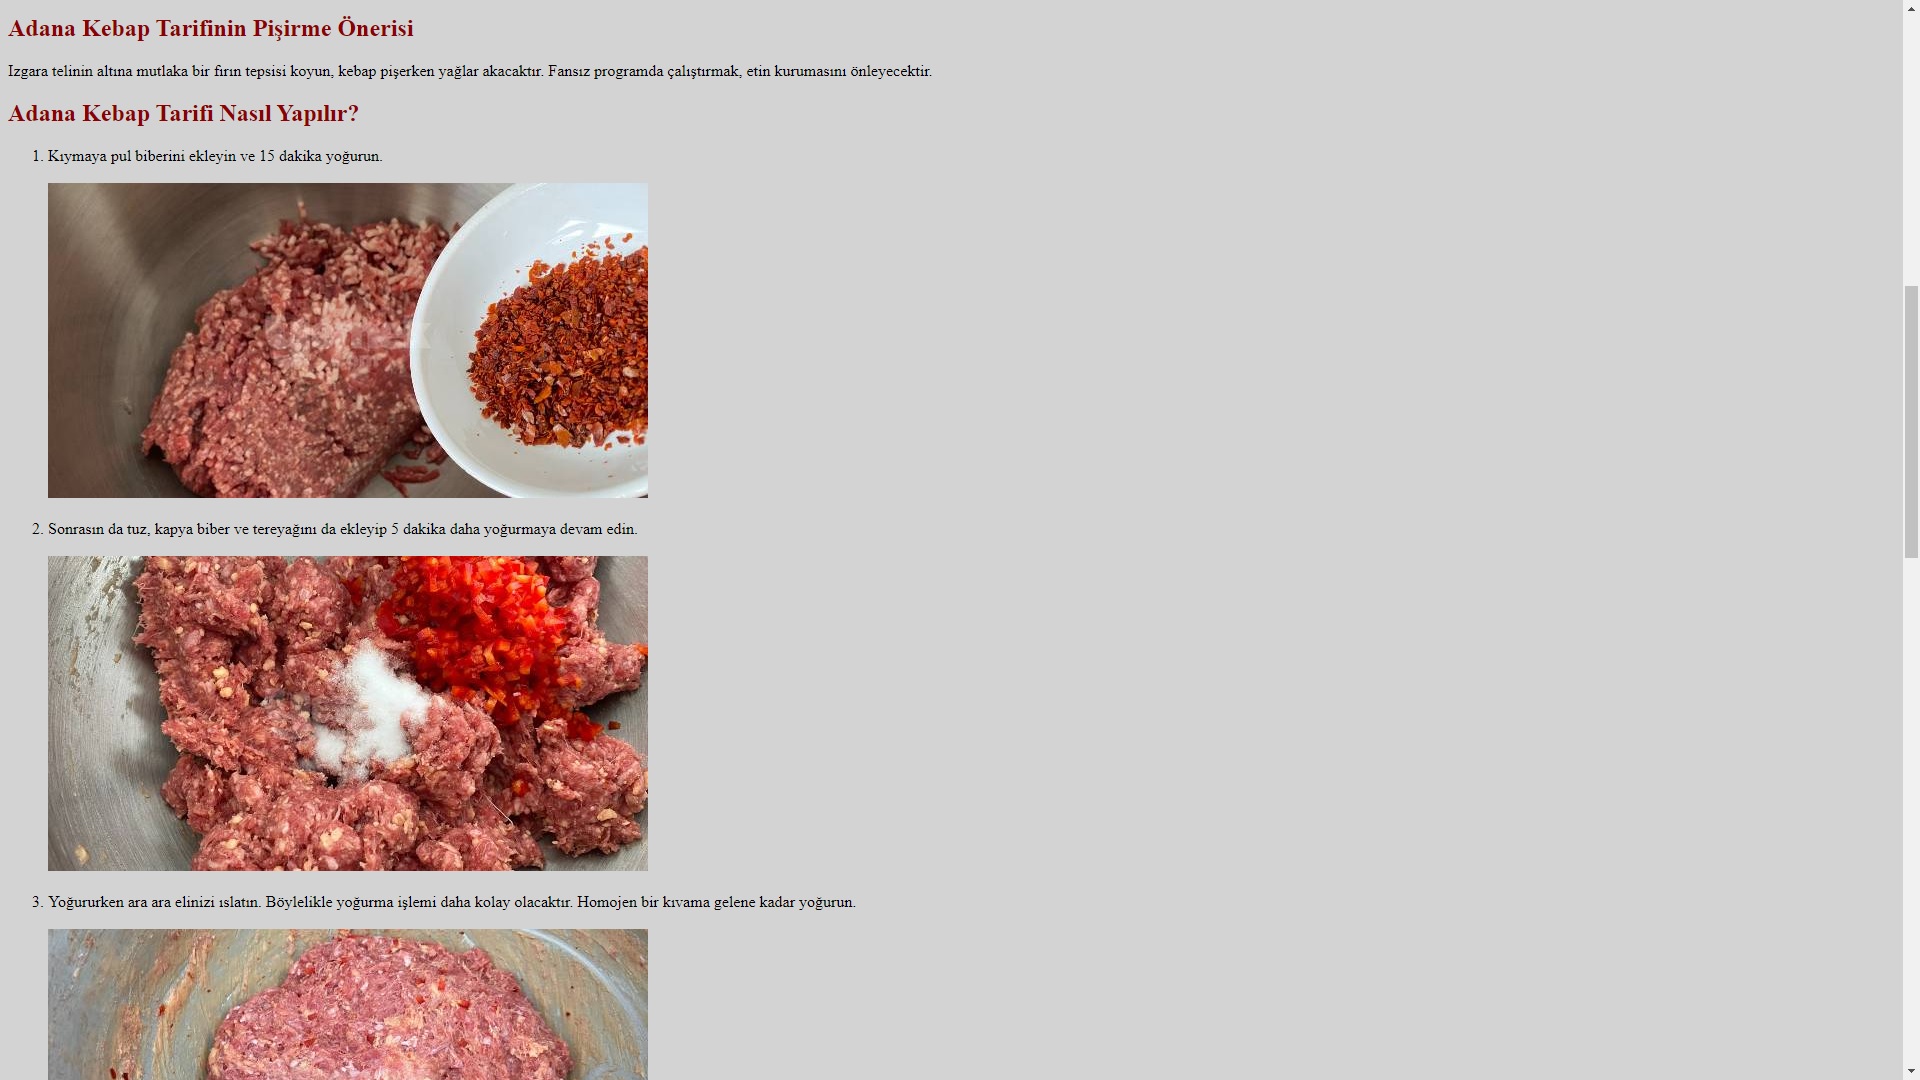 Adana Kebap Tarifinin Pişirme Önerisi
Izgara telinin altına mutlaka bir fırın tepsisi koyun, kebap pişerken yağlar akacaktır. Fansız programda çalıştırmak, etin kurumasını önleyecektir.
Adana Kebap Tarifi Nasıl Yapılır?
1. Kıymaya pul biberini ekleyin ve 15 dakika yoğurun.
2. Sonrasın da tuz, kapya biber ve tereyağını da ekleyip 5 dakika daha yoğurmaya devam edin.
3. Yoğururken ara ara elinizi ıslatın. Böylelikle yoğurma işlemi daha kolay olacaktır. Homojen bir kıvama gelene kadar yoğurun.